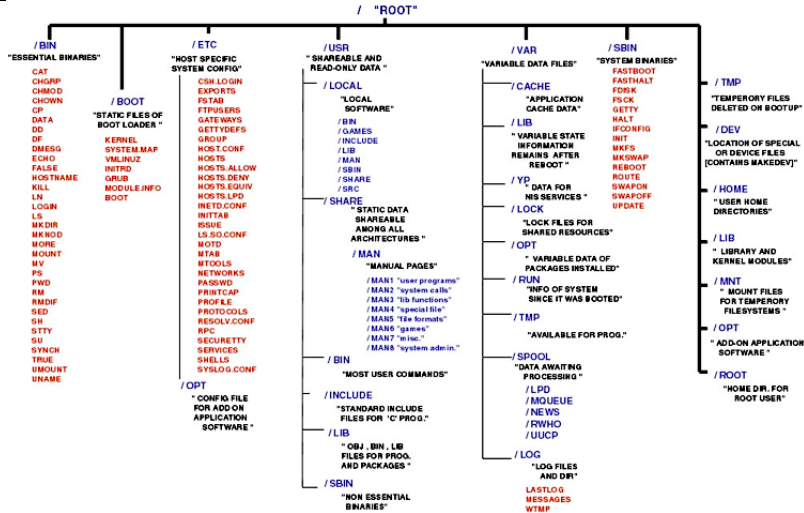 / "ROOT"
/ BIN
"ESSENTIAL BINARIES"
CAT
CHGRP
CHMOD
CHOWN
CP
DATA
DD
DF
DMESG
ECHO
FALSE
HOSTNAME
KILL
LN
LOGIN
LS
MKDIR
MKNOD
MORE
MOUNT
MV
PS
PWD
RM
RMDIF
SED
SH
STTY
SU
SYNCH
TRUE
UMOUNT
UNAME
/ BOOT
"STATIC FILES OF
BOOT LOADER "
KERNEL
SYSTEM.MAP
VMLINUZ
INITRD
GRUB
MODULE.INFO
BOOT
/ ETC
"HOST SPECIFIC
SYSTEM CONFIG"
CSH.LOGIN
EXPORTS
FSTAB
FTPUSERS
GATEWAYS
GETTYDEFS
GROUP
HOST.CONF
HOSTS
HOSTS.ALLOW
HOSTS.DENY
HOSTS.EQUIV
HOSTS.LPD
INETD.CONF
INITTAB
ISSUE
LS.SO.CONF
MOTD
MTAB
MTOOLS
NETWORKS
PASSWD
PRINTCAP
PROFILE
PROTOCOLS
RESOLV.CONF
RPC
SECURETTY
SERVICES
SHELLS
SYSLOG.CONF
/ OPT
" CONFIG FILE
FOR ADD ON
APPLICATION
SOFTWARE "
/ USR
" SHAREABLE AND
READ-ONLY DATA "
/ LOCAL
"LOCAL
SOFTWARE"
/ BIN
/ GAMES
/ INCLUDE
/ LIB
/ MAN
/ SBIN
/ SHARE
/ SRC
/ SHARE
"STATIC DATA
SHAREABLE
AMONG ALL
ARCHITECTURES "
/ MAN
"MANUAL PAGES"
/ MAN1 "user programs"
/ MAN2 "system calls"
/ MAN3 "lib functions"
/ MAN4 "special file"
/ MAN5 "file formats"
/ MAN6 "games"
/ MAN7 "misc."
/ MAN8 "system admin."
/ BIN
"MOST USER COMMANDS"
/ INCLUDE
"STANDARD INCLUDE
FILES FOR 'C' PROG."
/ LIB
" OBJ , BIN , LIB
FILES FOR PROG.
AND PACKAGES "
/ SBIN
"NON ESSENTIAL
BINARIES"
/ VAR
"VARIABLE DATA FILES"
/ CACHE
"APPLICATION
CACHE DATA"
/ LIB
" VARIABLE STATE
INFORMATION
REMAINS AFTER
REBOOT "
/ YP
" DATA FOR
NIS SERVICES "
/ LOCK
"LOCK FILES FOR
SHARED RESOURCES"
/ OPT
" VARIABLE DATA OF
PACKAGES INSTALLED"
/ RUN
"INFO OF SYSTEM
SINCE IT WAS BOOTED"
/ TMP
"AVAILABLE FOR PROG."
/ SPOOL
"DATA AWAITING
PROCESSING "
/ LPD
/ MQUEUE
/ NEWS
/ RWHO
/ UUCP
/ LOG
"LOG FILES
AND DIR"
LASTLOG
MESSAGES
WTMP
/ SBIN
"SYSTEM BINARIES"
FASTBOOT
FASTHALT
FDISK
FSCK
GETTY
HALT
IFCONFIG
INIT
MKFS
MKSWAP
REBOOT
ROUTE
SWAPON
SWAPOFF
UPDATE
/ TMP
"TEMPERORY FILES
DELETED ON BOOTUP"
/ DEV
"LOCATION OF SPECIAL
OR DEVICE FILES
[CONTAINS MAKEDEV]"
/ HOME
" USER HOME
DIRECTORIES"
/ LIB
" LIBRARY AND
KERNEL MODULES"
/ MNT
" MOUNT FILES
FOR TEMPERORY
FILESYSTEMS "
/ OPT
"ADD-ON APPLICATION
SOFTWARE "
/ ROOT
"HOME DIR. FOR
ROOT USER"